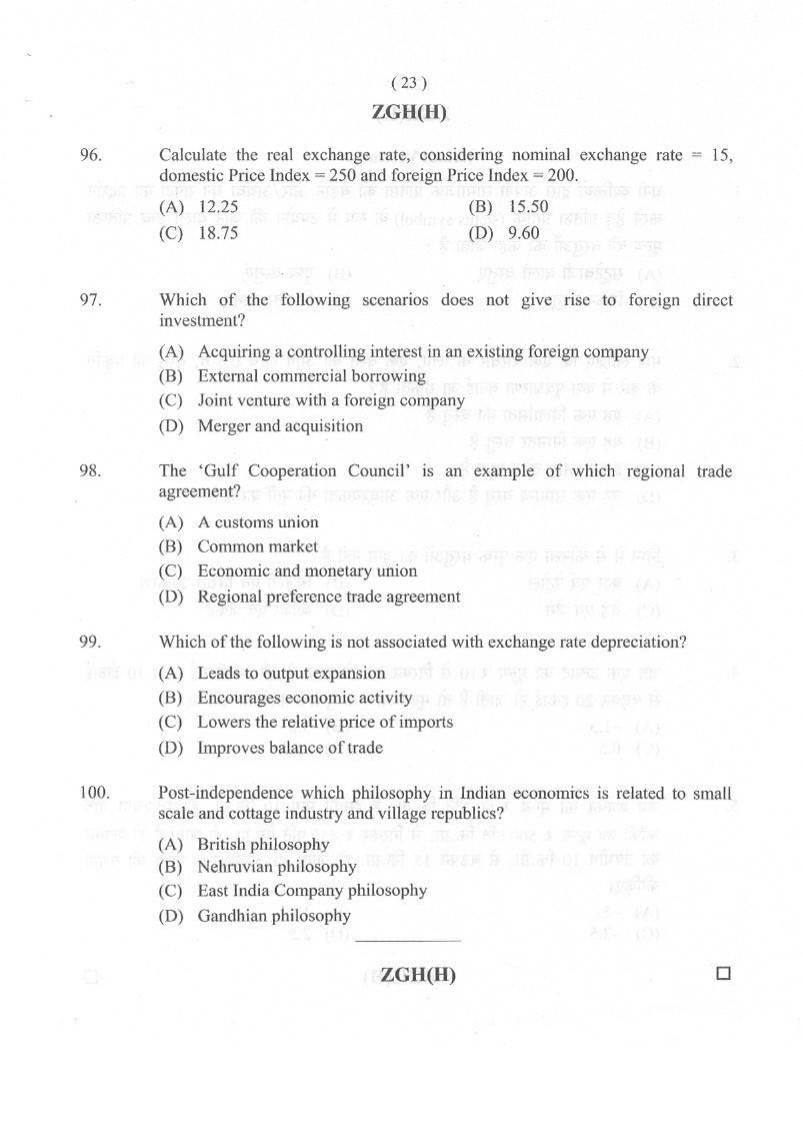 ( 23 )
ZGH(H)
96. Calculate the real exchange rate, considering nominal exchange rate = 15,
domestic Price Index = 250 and foreign Price Index = 200.
(A) 12.25 (B) 15.50
(C) 18.75 (D) 9.60
97. Which of the following scenarios does not give rise to foreign direct
investment?
(A) Acquiring a controlling interest in an existing foreign company
(B) External commercial borrowing
(C) Joint venture with a foreign company
(D) Merger and acquisition
98. The ‘Gulf Cooperation Council’ is an example of which regional trade
agreement?
(A) A customs union
(B) Common market
(C) Economic and monetary union
(D) Regional preference trade agreement
99. Which of the following is not associated with exchange rate depreciation?
(A) Leads to output expansion
(B) Encourages economic activity
(C) Lowers the relative price of imports
(D) Improves balance of trade
100. Post-independence which philosophy in Indian economics is related to small
scale and cottage industry and village republics?
(A) British philosophy
(B) Nehruvian philosophy
(C) East India Company philosophy
(D) Gandhian philosophy
ZGH(H)